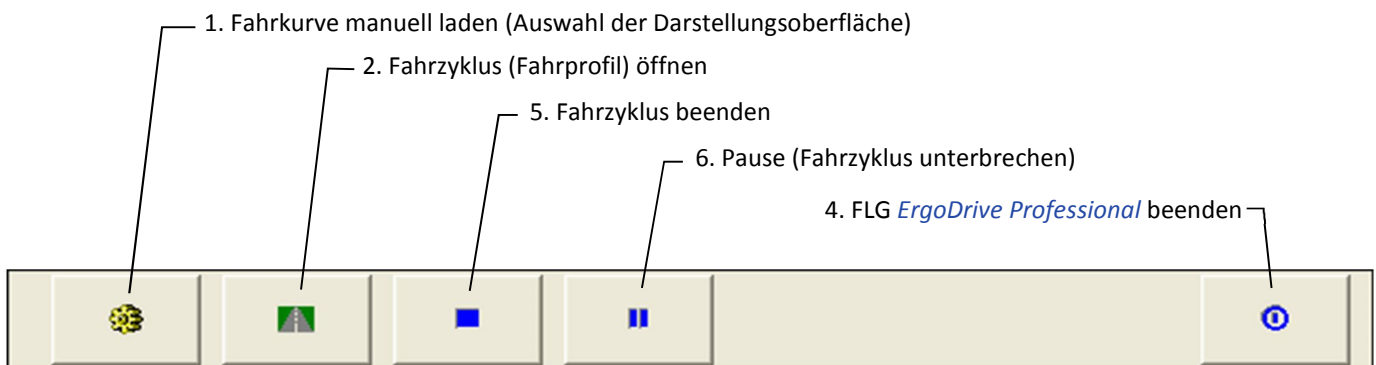 1. Fahrkurve manuell laden (Auswahl der Darstellungsoberfläche)
2. Fahrzyklus (Fahrprofil) öffnen
5. Fahrzyklus beenden
6. Pause (Fahrzyklus unterbrechen)
4. FLG ErgoDrive Professional beenden